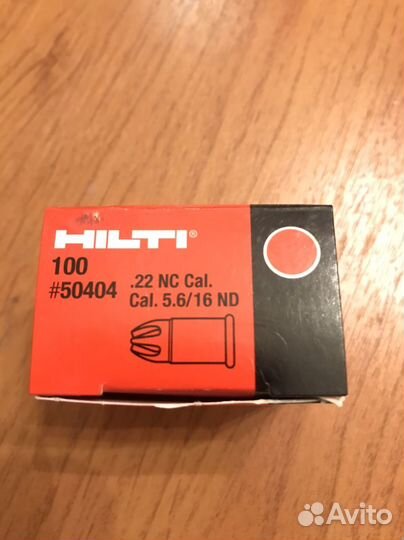 HILTI®
100
#50404
.22 NC Cal.
Cal. 5.6/16 ND
Avito